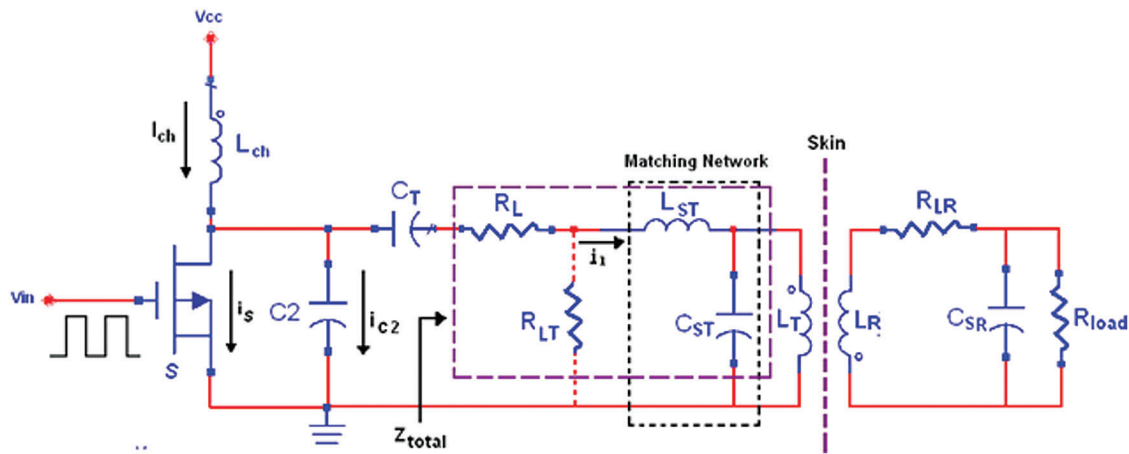 Vcc
Ich
Lch
Skin
Matching Network
CT
RL
LST
RLR
i1
Vin
is
C2
ic2
RLT
CST
LT
LR
CSR
Rload
S
Ztotal